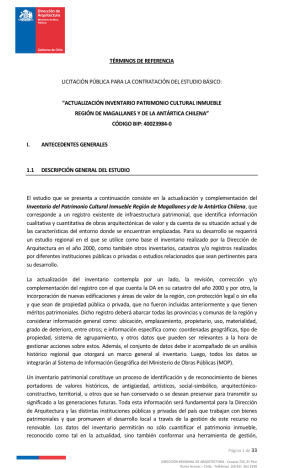 Dirección de
Arquitectura
Ministerio de Obras
Públicas
Gobierno de Chile
TÉRMINOS DE REFERENCIA
LICITACIÓN PÚBLICA PARA LA CONTRATACIÓN DEL ESTUDIO BÁSICO:
"ACTUALIZACIÓN INVENTARIO PATRIMONIO CULTURAL INMUEBLE
REGIÓN DE MAGALLANES Y DE LA ANTÁRTICA CHILENA"
CÓDIGO BIP: 40023984-0
I. ANTECEDENTES GENERALES
1.1 DESCRIPCIÓN GENERAL DEL ESTUDIO
El estudio que se presenta a continuación consiste en la actualización y complementación del
Inventario del Patrimonio Cultural Inmueble Región de Magallanes y de la Antártica Chilena, que
corresponde a un registro existente de infraestructura patrimonial, que identifica información
cualitativa y cuantitativa de obras arquitectónicas de valor y da cuenta de su situación actual y de
las características del entorno donde se encuentran emplazadas. Para su desarrollo se requerirá
un estudio regional en el que se utilice como base el inventario realizado por la Dirección de
Arquitectura en el año 2000, como también otros inventarios, catastros y/o registros realizados
por diferentes instituciones públicas o privadas o estudios relacionados que sean pertinentes para
su desarrollo.
La actualización del inventario contempla por un lado, la revisión, corrección y/o
complementación del registro con el que cuenta la DA en su catastro del año 2000 y por otro, la
incorporación de nuevas edificaciones y áreas de valor de la región, con protección legal o sin ella
y que sean de propiedad pública o privada, que no fueron incluidas anteriormente y que tienen
méritos patrimoniales. Dicho registro deberá abarcar todas las provincias y comunas de la región y
considerar información general como: ubicación, emplazamiento, propietario, uso, materialidad,
grado de deterioro, entre otros; e información específica como: coordenadas geográficas, tipo de
propiedad, sistema de agrupamiento, y otros datos que pueden ser relevantes a la hora de
gestionar acciones sobre estos. Además, el conjunto de datos debe ir acompañado de un análisis
histórico regional que otorgará un marco general al inventario. Luego, todos los datos se
integrarán al Sistema de Información Geográfica del Ministerio de Obras Públicas (MOP).
Un inventario patrimonial constituye un proceso de identificación y de reconocimiento de bienes
portadores de valores históricos, de antigüedad, artísticos, social-simbólico, arquitectónico-
constructivo, territorial, u otros que se han conservado o se desean preservar para transmitir su
significado a las generaciones futuras. Toda esta información será fundamental para la Dirección
de Arquitectura y las distintas instituciones públicas y privadas del país que trabajan con bienes
patrimoniales y que promueven el desarrollo local a través de la gestión de este recurso no
renovable. Los datos del inventario permitirán no sólo cuantificar el patrimonio inmueble,
reconocido como tal en la actualidad, sino también conformar una herramienta de gestión,
Página 1 de 33